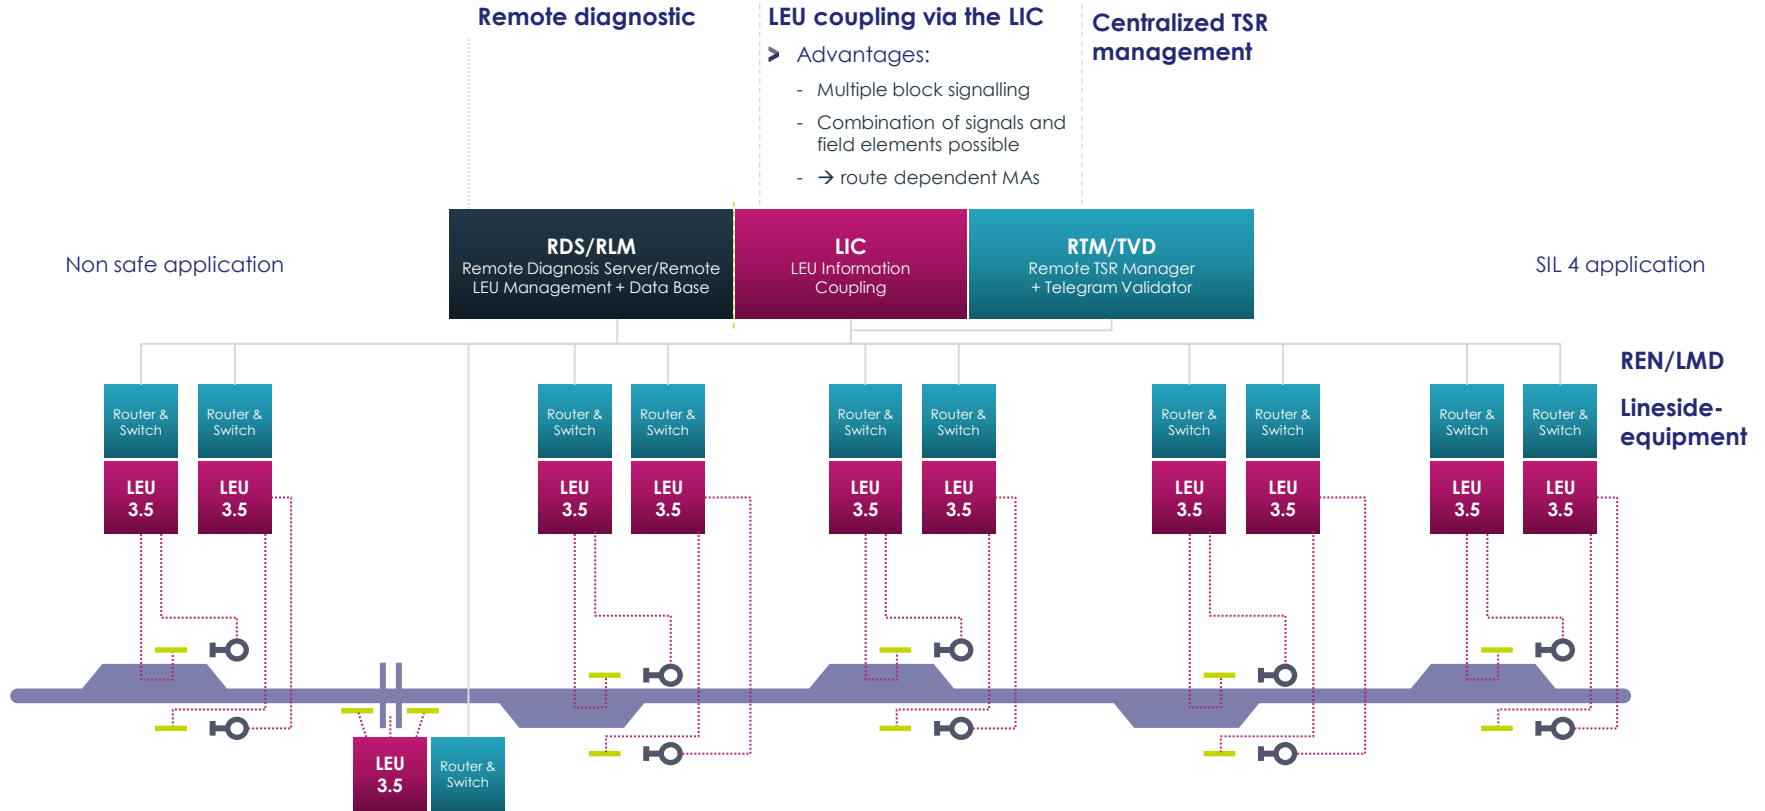 Remote diagnostic
LEU coupling via the LIC
> Advantages:
- Multiple block signalling
- Combination of signals and
field elements possible
- → route dependent MAs
Centralized TSR
management
Non safe application
RDS/RLM
Remote Diagnosis Server/Remote
LEU Management + Data Base
LIC
LEU Information
Coupling
RTM/TVD
Remote TSR Manager
+ Telegram Validator
SIL 4 application
REN/LMD
Lineside-
equipment
Router &
Switch
Router &
Switch
Router &
Switch
Router &
Switch
Router &
Switch
Router &
Switch
Router &
Switch
Router &
Switch
Router &
Switch
Router &
Switch
LEU
3.5
LEU
3.5
LEU
3.5
LEU
3.5
LEU
3.5
LEU
3.5
LEU
3.5
LEU
3.5
LEU
3.5
LEU
3.5
LEU
3.5
Router &
Switch